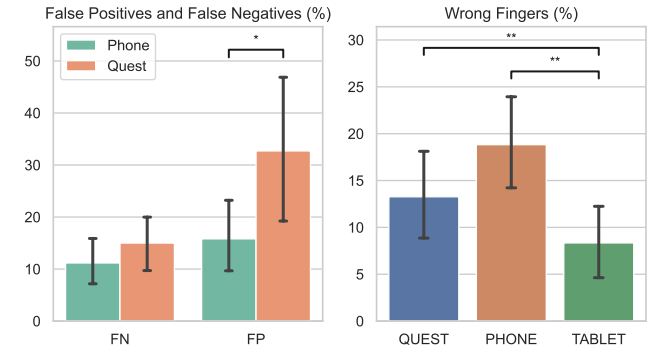 False Positives and False Negatives (%)
Phone
Quest
*
50
40
30
20
10
0
FN FP
Wrong Fingers (%)
**
**
30
25
20
15
10
5
0
QUEST PHONE TABLET